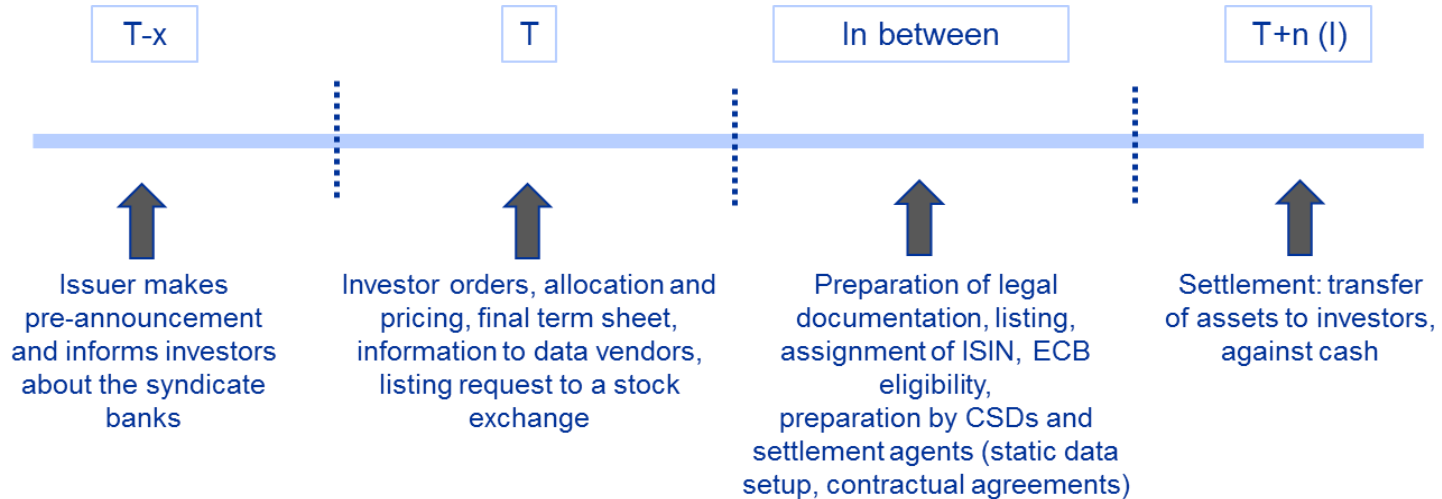 T-x
T
In between
T+n (I)
Issuer makes
pre-announcement
and informs investors
about the syndicate
banks
Investor orders, allocation and
pricing, final term sheet,
information to data vendors,
listing request to a stock
exchange
Preparation of legal
documentation, listing,
assignment of ISIN, ECB
eligibility,
preparation by CSDs and
settlement agents (static data
setup, contractual agreements)
Settlement: transfer
of assets to investors,
against cash